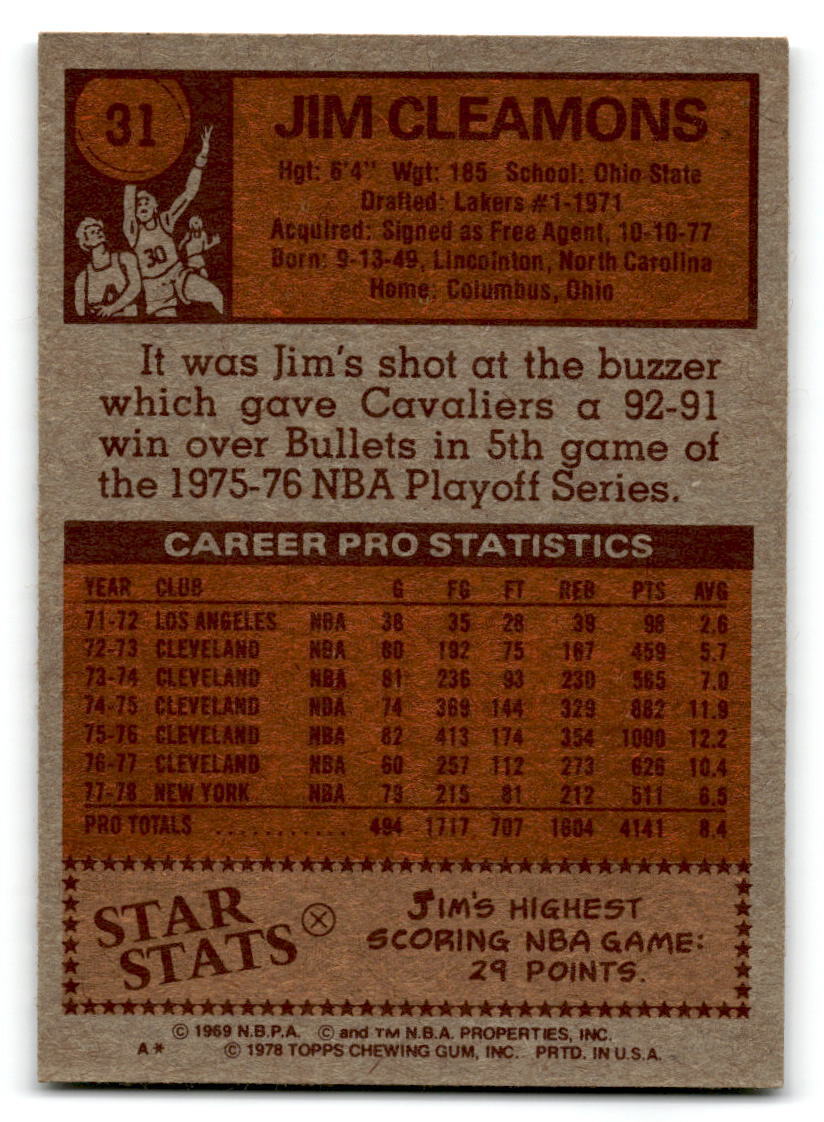 31
JIM CLEAMONS
Hgt: 6'4" Wgt: 185 School: Ohio State
Drafted: Lakers #1-1971
Acquired: Signed as Free Agent, 10-10-77
Born: 9-13-49, Lincolnton, North Carolina
Home: Columbus, Ohio
30
It was Jim's shot at the buzzer
which gave Cavaliers a 92-91
win over Bullets in 5th game of
the 1975-76 NBA Playoff Series.
CAREER PRO STATISTICS
YEAR CLUB G FG FT REB PTS AVG
71-72 LOS ANGELES NBA 38 35 28 39 98 2.6
72-73 CLEVELAND NBA 80 192 75 167 459 5.7
73-74 CLEVELAND NBA 81 236 93 230 565 7.0
74-75 CLEVELAND NBA 74 369 144 329 882 11.9
75-76 CLEVELAND NBA 82 413 174 354 1000 12.2
76-77 CLEVELAND NBA 60 257 112 273 626 10.4
77-78 NEW YORK NBA 79 215 81 212 511 6.5
PRO TOTALS ........... 494 1717 707 1604 4141 8.4
STAR
STATS
JIM'S HIGHEST
SCORING NBA GAME:
29 POINTS.
© 1969 N.B.P.A. © and TM N.B.A. PROPERTIES, INC.
A* © 1978 TOPPS CHEWING GUM, INC. PRTD. IN U.S.A.